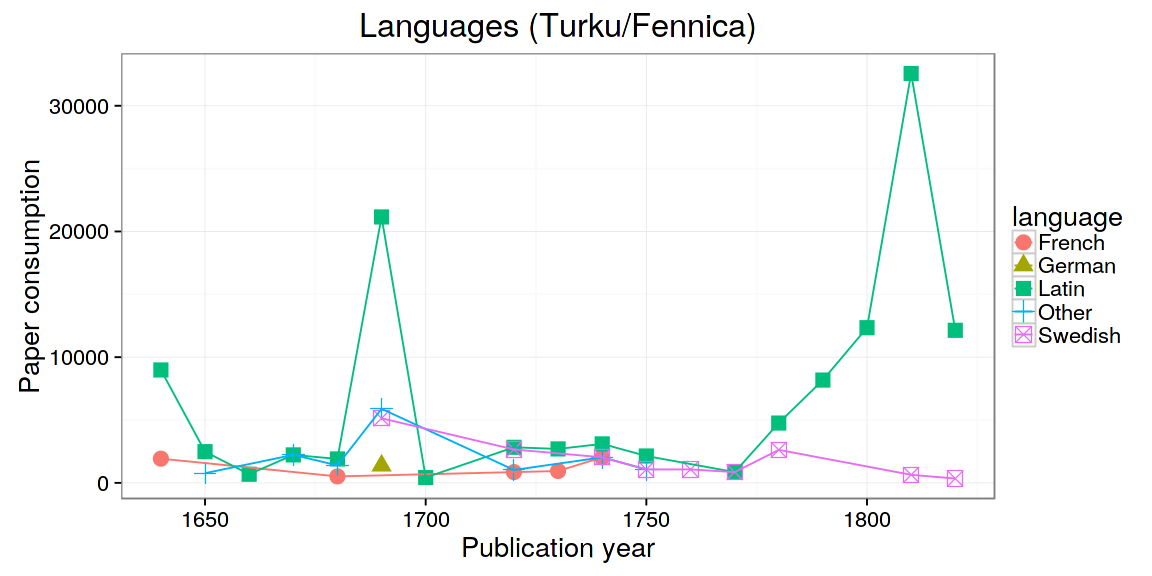 Languages (Turku/Fennica)
Paper consumption
30000
20000
10000
0
1650 1700 1750 1800
Publication year
language
French
German
Latin
Other
Swedish